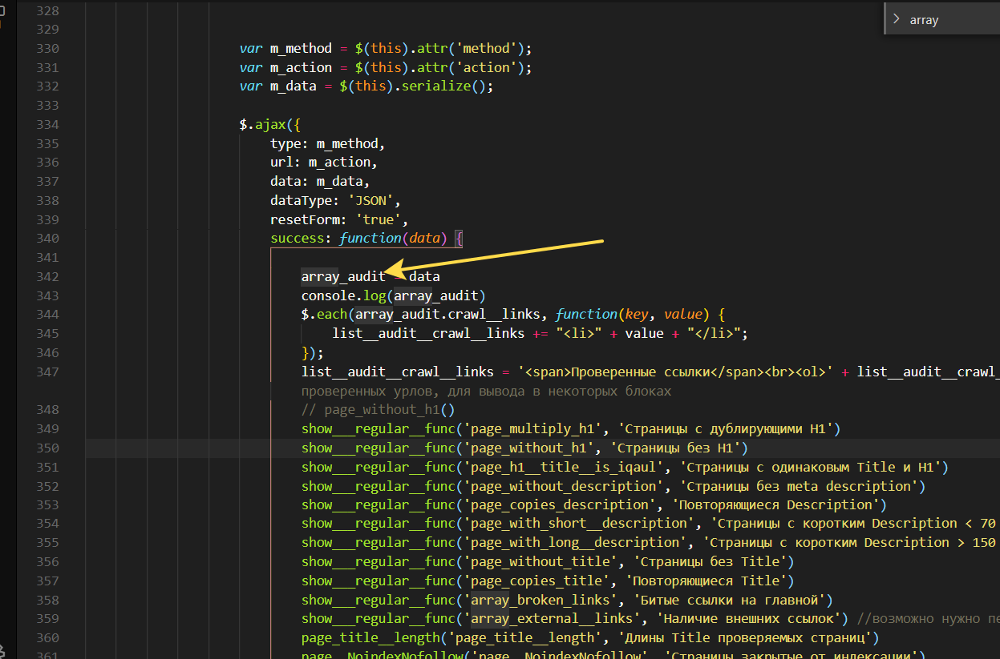 array
328
329
330 var m_method = $(this).attr('method');
331 var m_action = $(this).attr('action');
332 var m_data = $(this).serialize();
333
334 $.ajax({
335 type: m_method,
336 url: m_action,
337 data: m_data,
338 dataType: 'JSON',
339 resetForm: 'true',
340 success: function(data) {
341
342 array_audit data
343 console.log(array_audit)
344 $.each(array_audit.crawl__links, function(key, value) {
345 list__audit__crawl__links += "<li>" + value + "</li>";
346 });
347 list__audit__crawl__links = '<span>Проверенные ссылки</span><br><ol>' + list__audit__crawl_
проверенных урлов, для вывода в некоторых блоках
348 // page_without_h1()
349 show___regular__func('page_multiply_h1', 'Страницы с дублирующими H1')
350 show___regular__func('page_without_h1', 'Страницы без H1')
351 show___regular__func('page_h1__title__is_iqaul', 'Страницы с одинаковым Title и H1')
352 show___regular__func('page_without_description', 'Страницы без meta description')
353 show___regular__func('page_copies_description', 'Повторяющиеся Description')
354 show___regular__func('page_with_short__description', 'Страницы с коротким Description < 70
355 show___regular__func('page_with_long__description', 'Страницы с коротким Description > 150
356 show___regular__func('page_without_title', 'Страницы без Title')
357 show___regular__func('page_copies_title', 'Повторяющиеся Title')
358 show___regular__func('array_broken_links', 'Битые ссылки на главной')
359 show___regular__func('array_external__links', 'Наличие внешних ссылок') //возможно нужно пе
360 page_title__length('page_title__length', 'Длины Title проверяемых страниц')
361 page__NoindexNofollow('page__NoindexNofollow', 'Страницы закрытые от индексации')